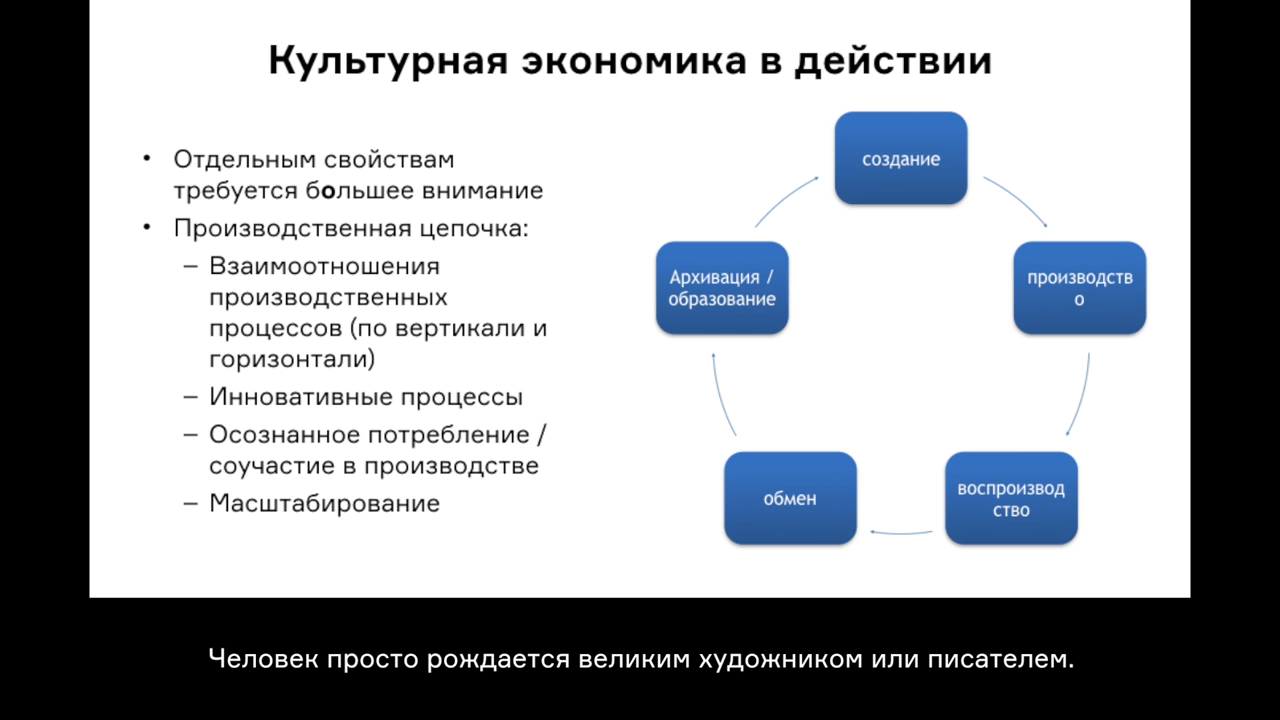 Культурная экономика в действии
• Отдельным свойствам
требуется большее внимание
• Производственная цепочка:
– Взаимоотношения
производственных
процессов (по вертикали и
горизонтали)
– Инновативные процессы
– Осознанное потребление /
соучастие в производстве
– Масштабирование
создание
производств
о
воспроизвод
ство
обмен
Архивация /
образование
Человек просто рождается великим художником или писателем.